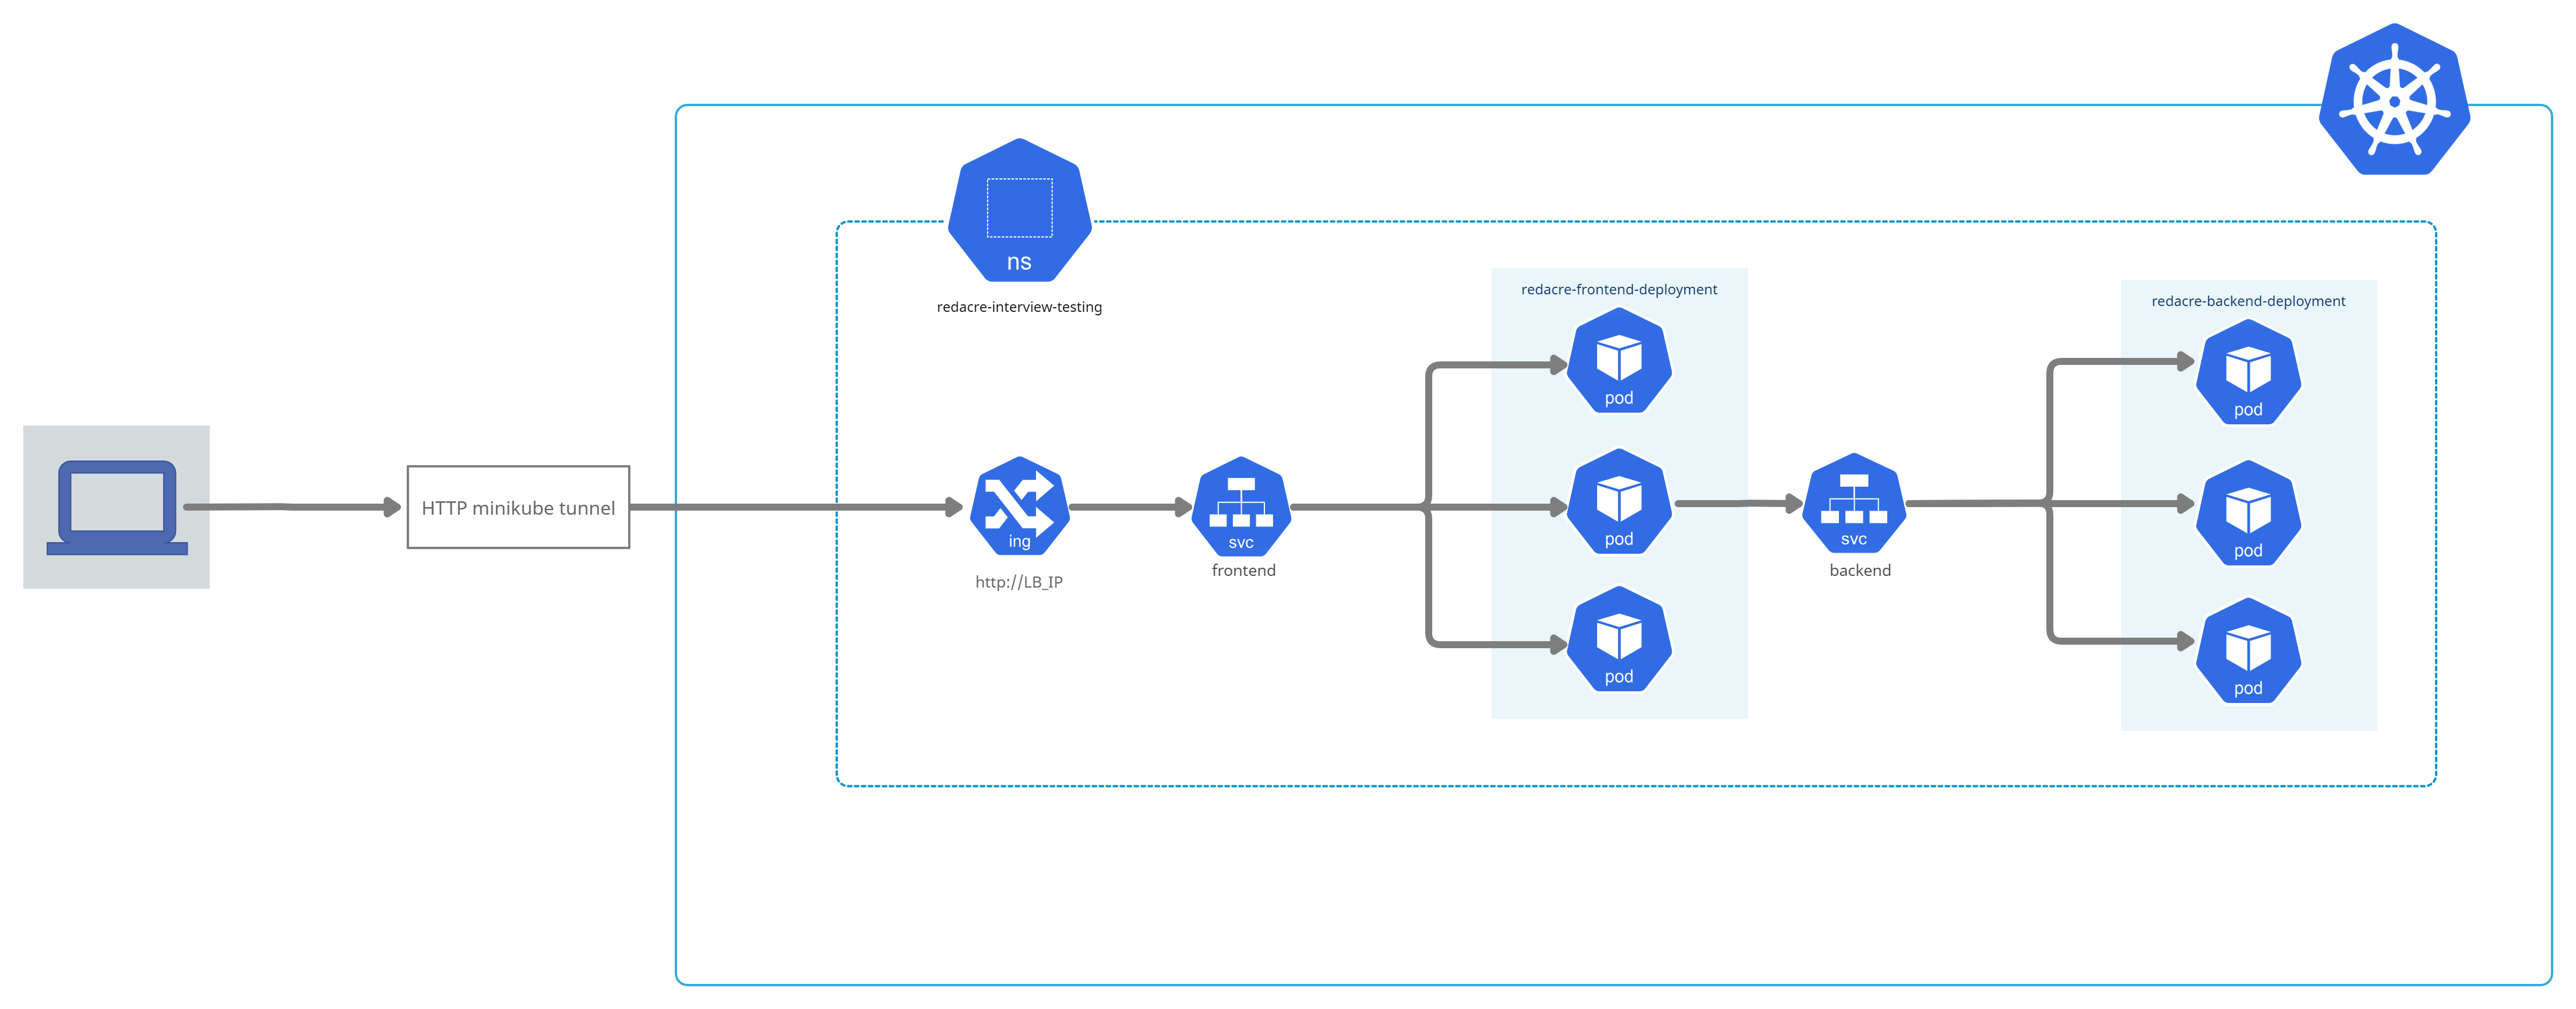 ns
redacre-interview-testing
HTTP minikube tunnel
ing
http://LB_IP
svc
frontend
redacre-frontend-deployment
pod
pod
pod
svc
backend
redacre-backend-deployment
pod
pod
pod